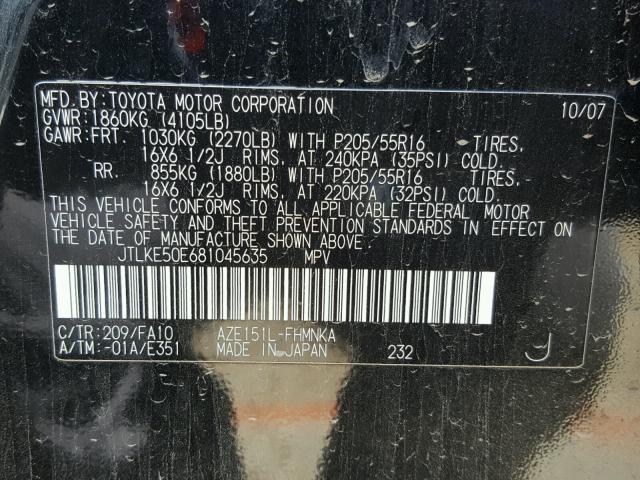 MFD.BY:TOYOTA MOTOR CORPORATION 10/07
GVWR:1860KG (4105LB)
GAWR:FRT. 1030KG (2270LB) WITH P205/55R16 TIRES,
16X6 1/2J RIMS, AT 240KPA (35PSI) COLD.
RR. 855KG (1880LB) WITH P205/55R16 TIRES,
16X6 1/2J RIMS, AT 220KPA (32PSI) COLD.
THIS VEHICLE CONFORMS TO ALL APPLICABLE FEDERAL MOTOR
VEHICLE SAFETY AND THEFT PREVENTION STANDARDS IN EFFECT ON
THE DATE OF MANUFACTURE SHOWN ABOVE.
JTLKE50E681045635 MPV
C/TR:209/FA10 AZE151L-FHMNKA
A/TM:-01A/E351 MADE IN JAPAN 232 J